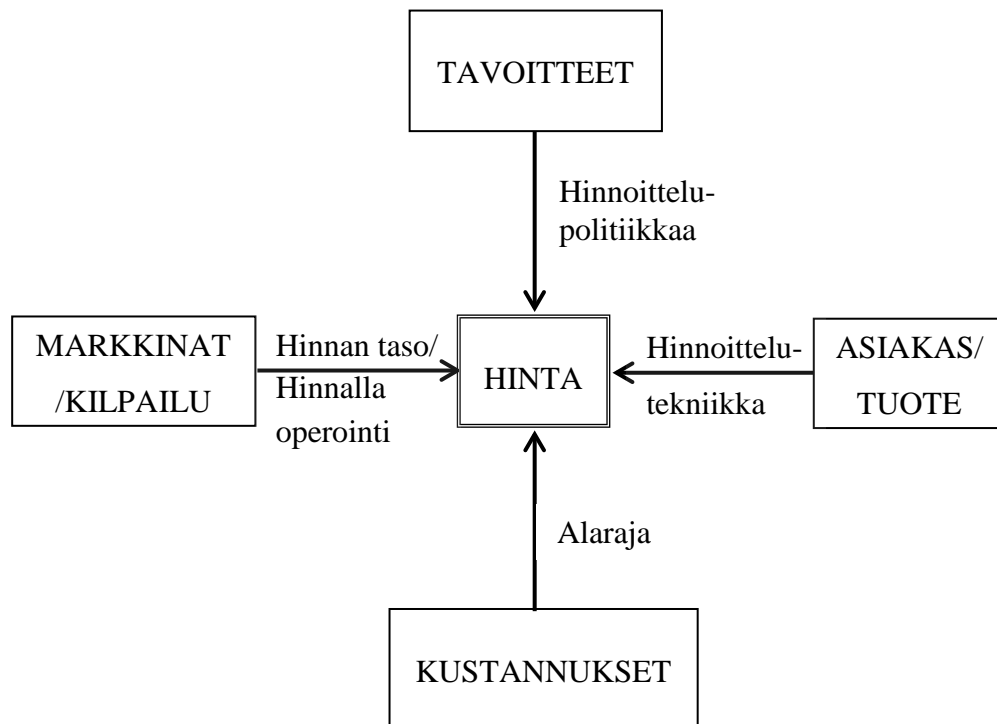 TAVOITTEET
Hinnoittelu-
politiikkaa
MARKKINAT
/KILPAILU
Hinnan taso/
Hinnalla
operointi
HINTA
Hinnoittelu-
tekniikka
ASIAKAS/
TUOTE
Alaraja
KUSTANNUKSET